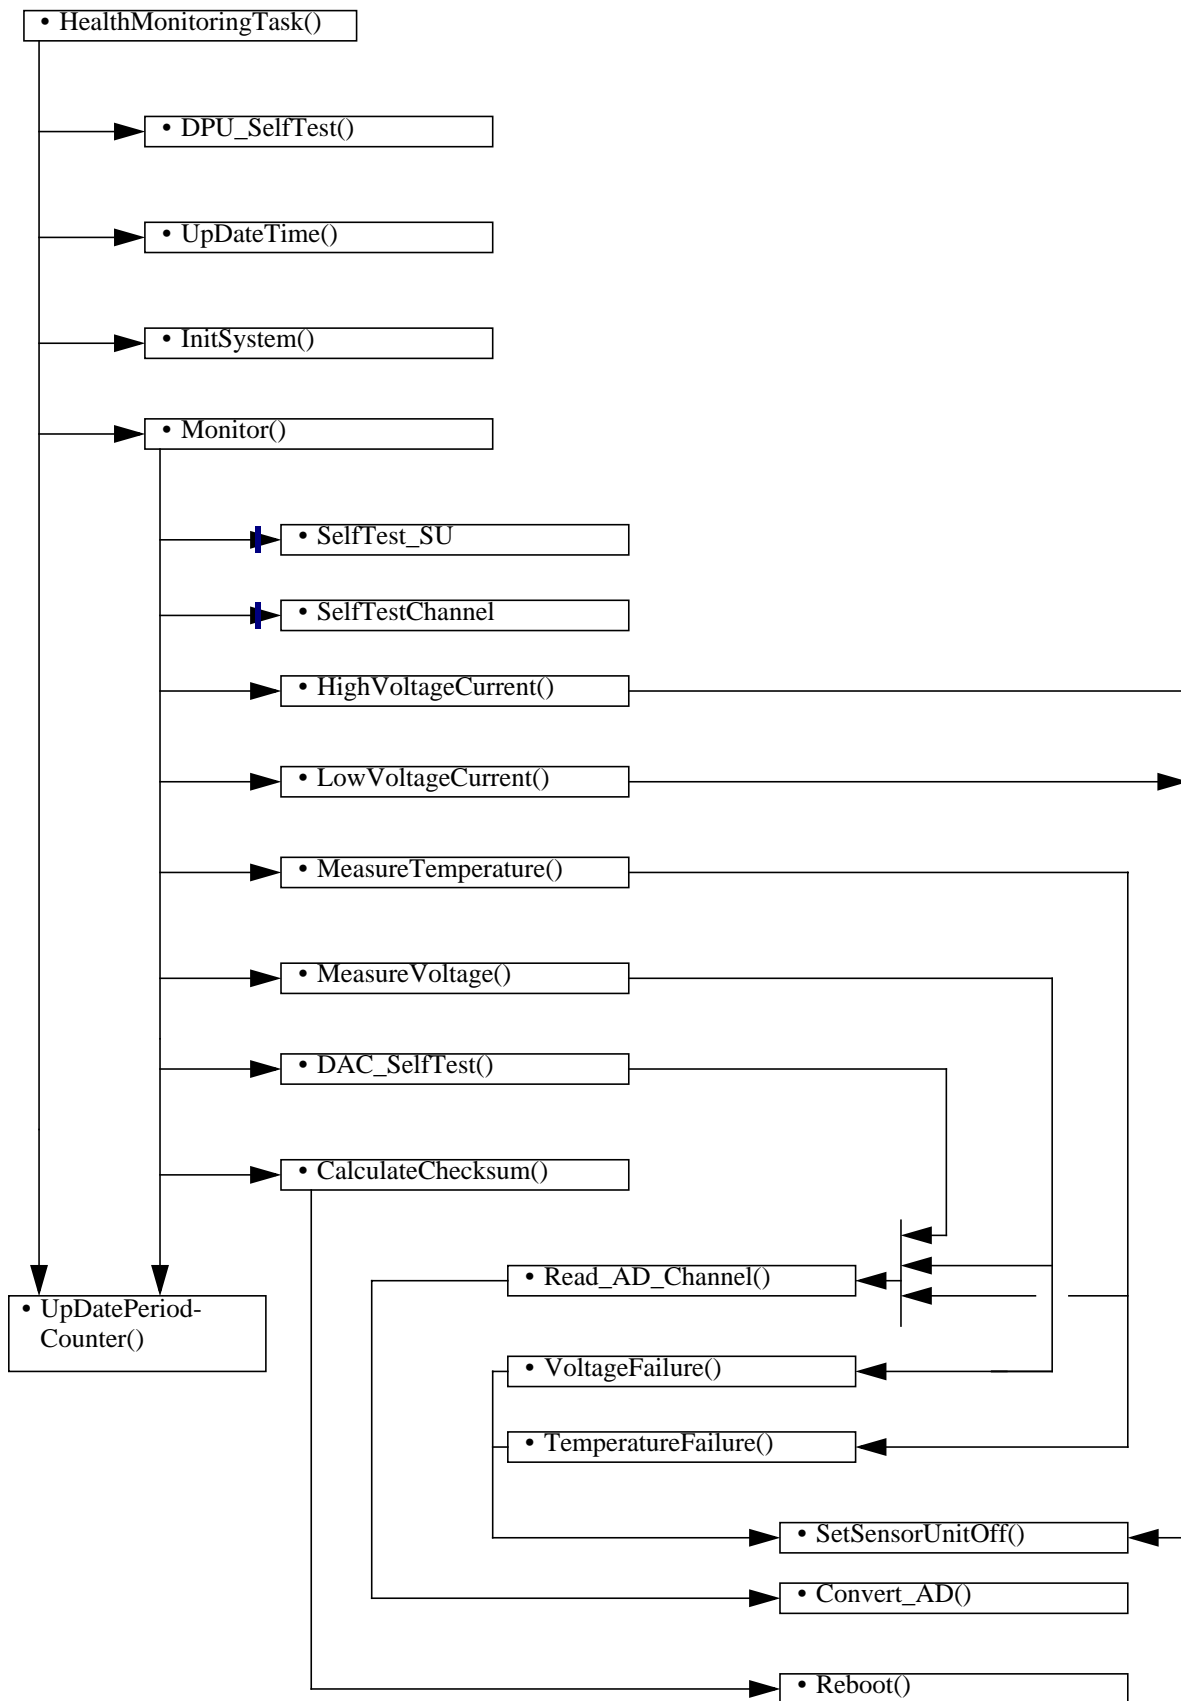 • HealthMonitoringTask()
• DPU_SelfTest()
• UpDateTime()
• InitSystem()
• Monitor()
• SelfTest_SU
• SelfTestChannel
• HighVoltageCurrent()
• LowVoltageCurrent()
• MeasureTemperature()
• MeasureVoltage()
• DAC_SelfTest()
• CalculateChecksum()
• Read_AD_Channel()
• UpDatePeriod-
Counter()
• VoltageFailure()
• TemperatureFailure()
• SetSensorUnitOff()
• Convert_AD()
• Reboot()